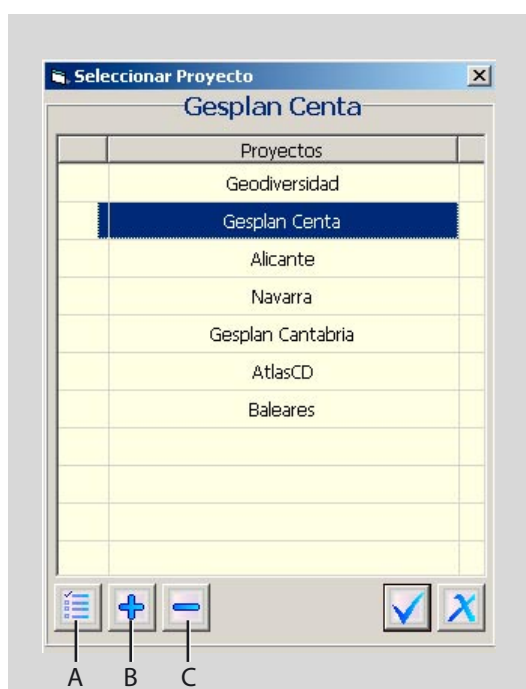 Seleccionar Proyecto
Gesplan Centa
Proyectos
Geodiversidad
Gesplan Centa
Alicante
Navarra
Gesplan Cantabria
AtlasCD
Baleares
A B C